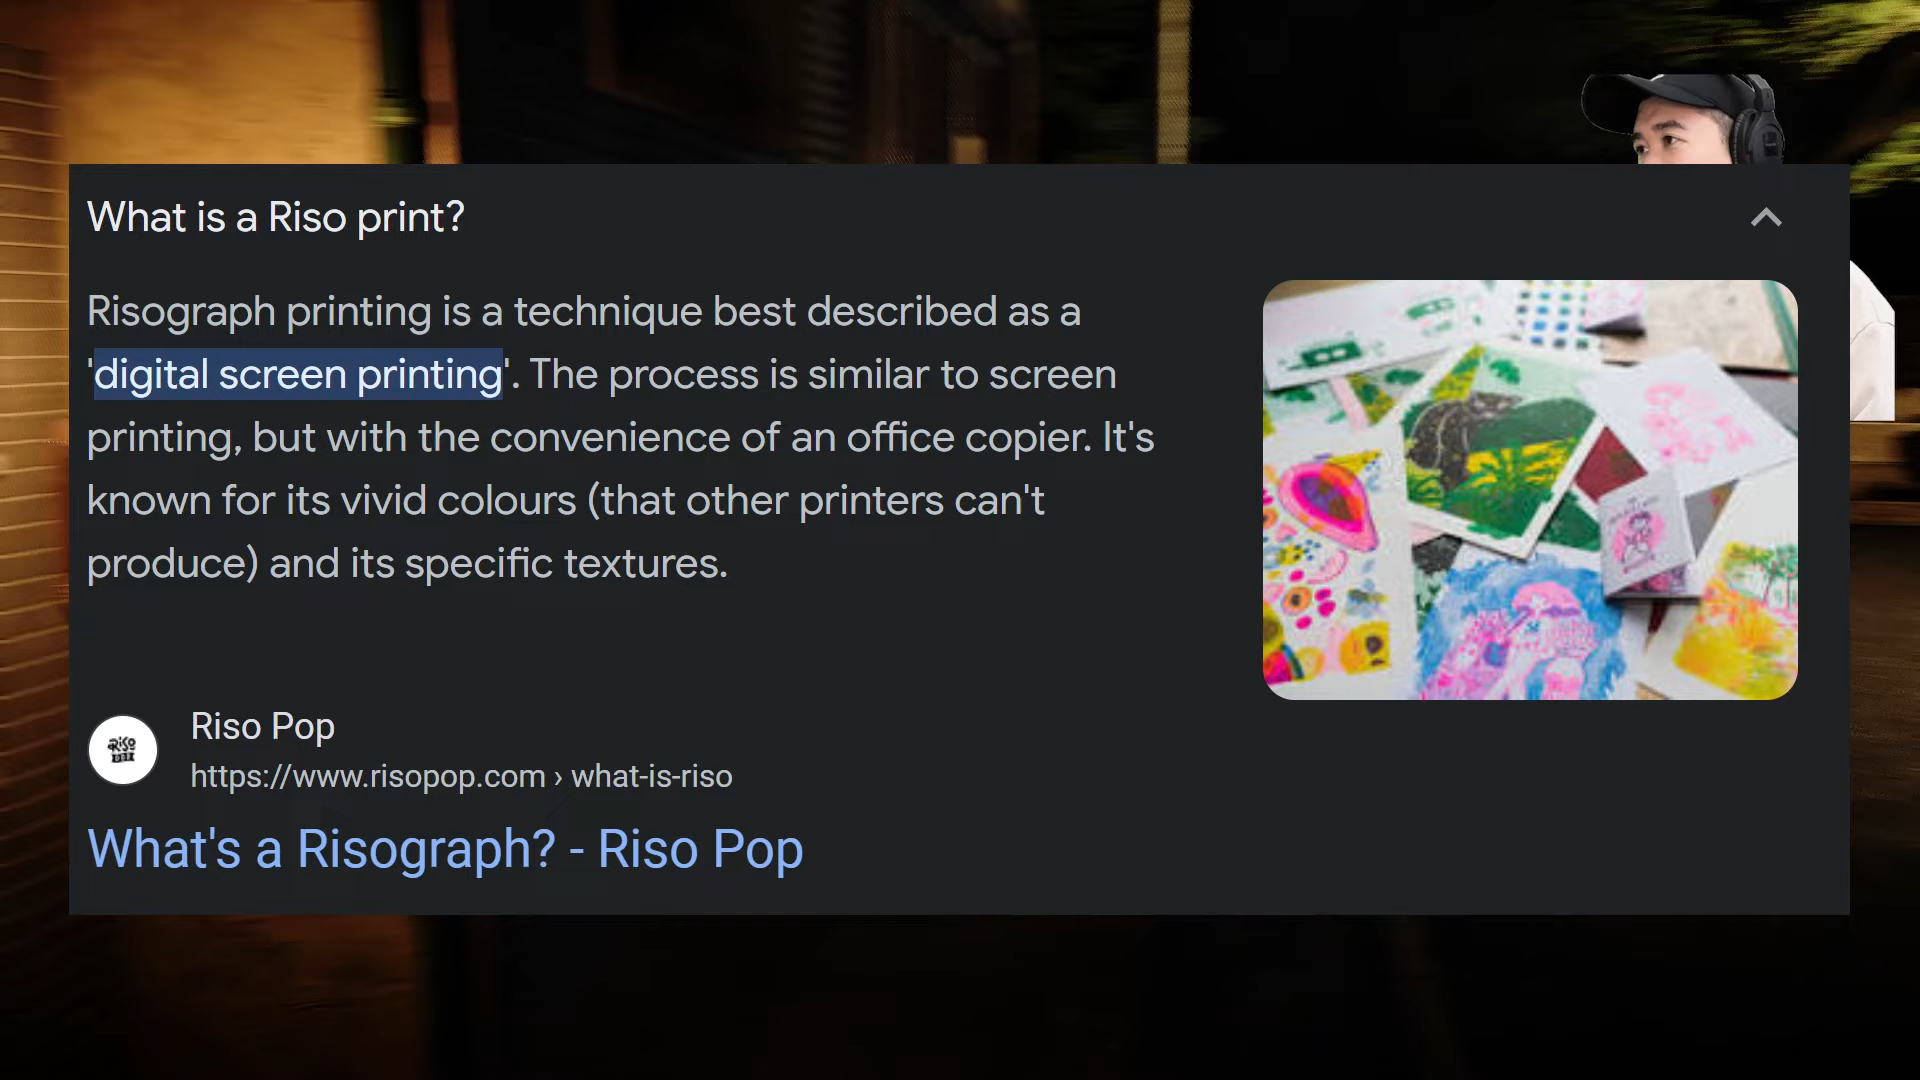 What is a Riso print?
Risograph printing is a technique best described as a
'digital screen printing'. The process is similar to screen
printing, but with the convenience of an office copier. It's
known for its vivid colours (that other printers can't
produce) and its specific textures.
RISO
POP
Riso Pop
https://www.risopop.com › what-is-riso
What's a Risograph? - Riso Pop